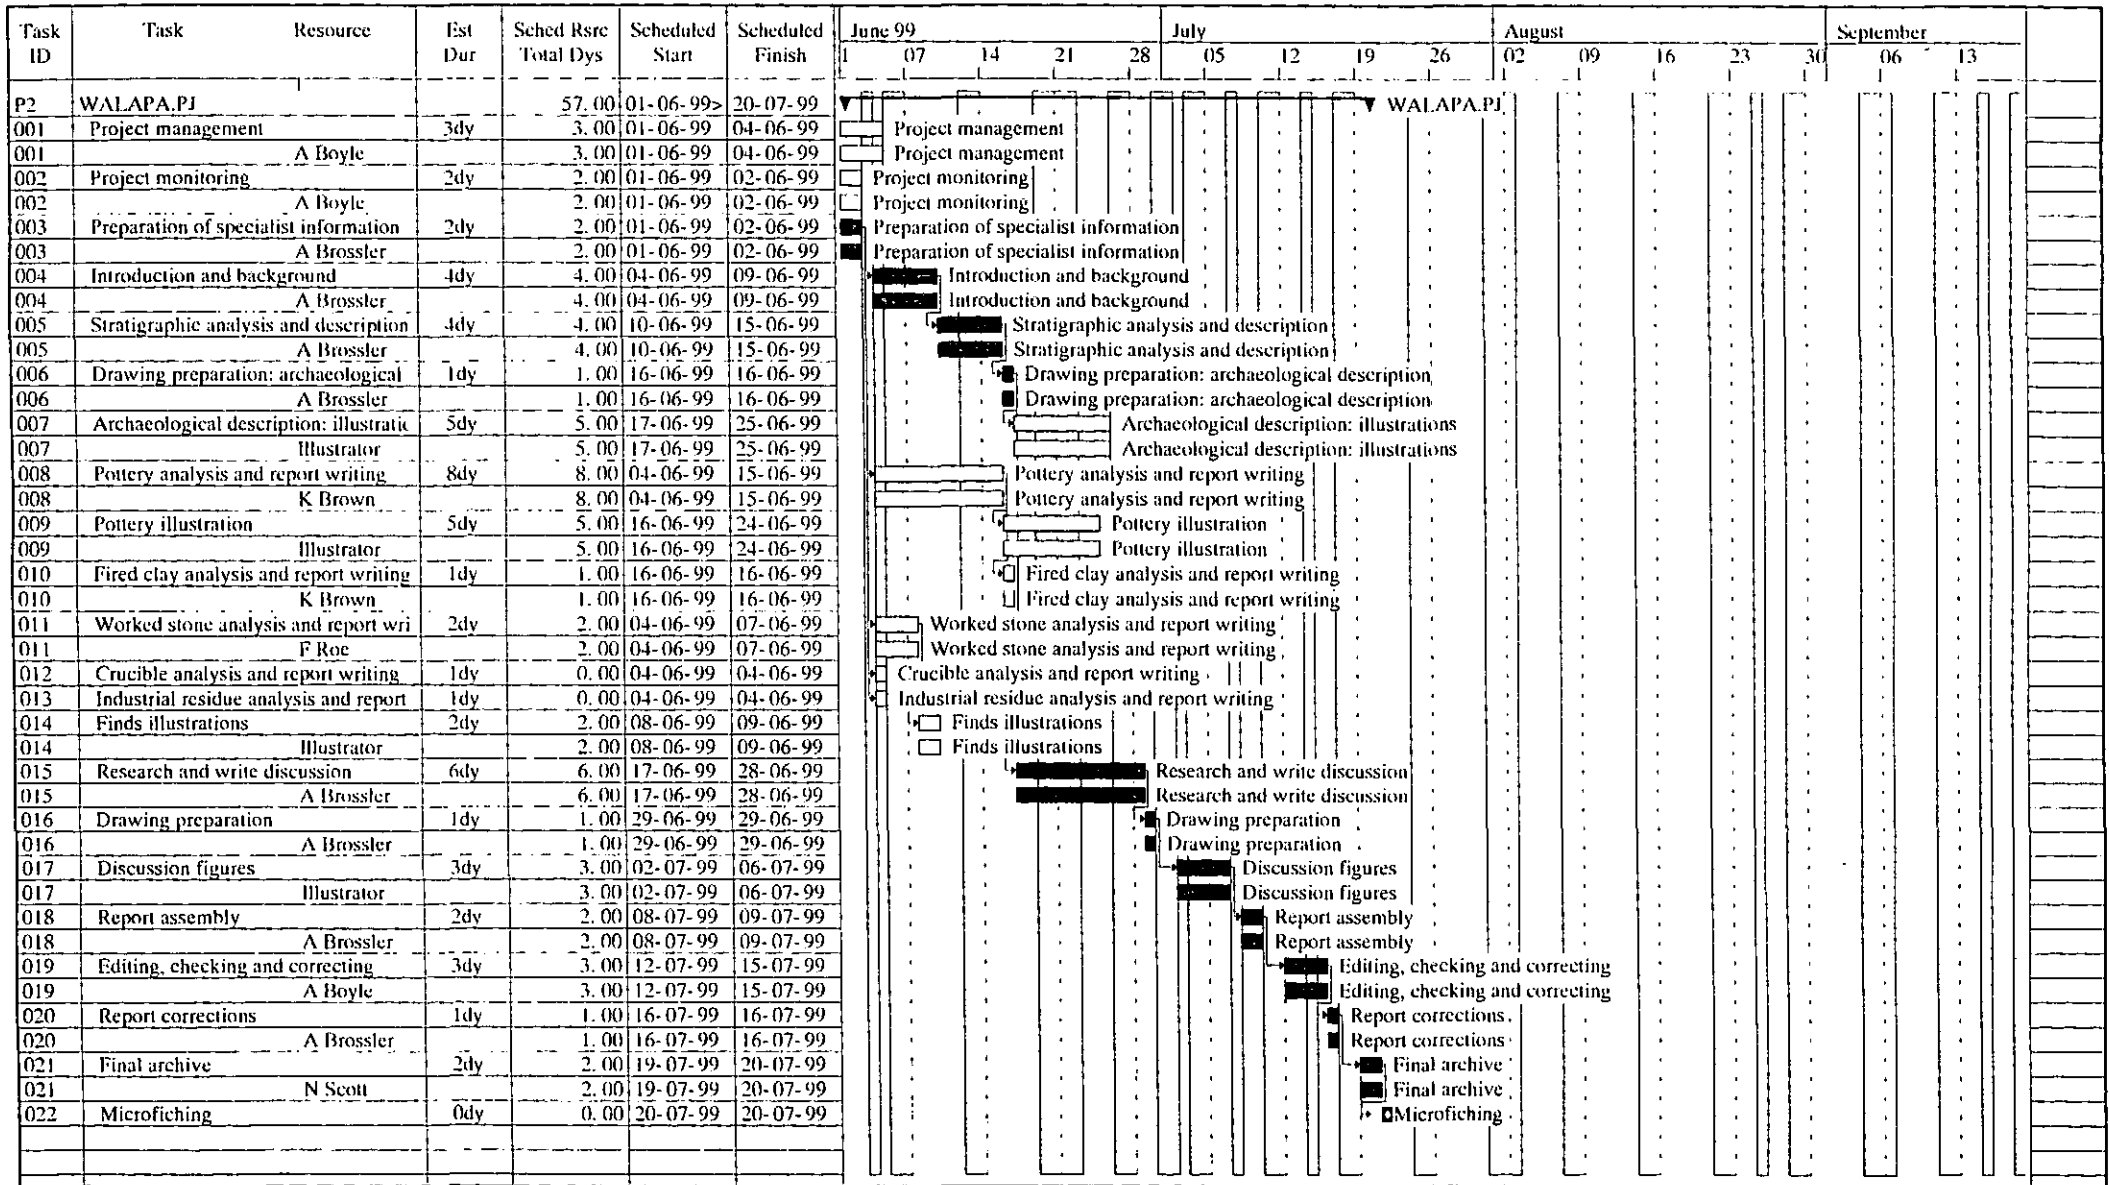 Task Task Resource Est Sched Rsrc Scheduled Scheduled June 99 July August September
ID Dur Total Dys Start Finish 1 07 14 21 28 05 12 19 26 02 09 16 23 30 06 13
P2 WALAPA.PJ 57.00 01-06-99> 20-07-99 WALAPA.PJ
001 Project management 3dy 3.00 01-06-99 04-06-99 Project management
001 A Boyle 3.00 01-06-99 04-06-99 Project management
002 Project monitoring 2dy 2.00 01-06-99 02-06-99 Project monitoring
002 A Boyle 2.00 01-06-99 02-06-99 Project monitoring
003 Preparation of specialist information 2dy 2.00 01-06-99 02-06-99 Preparation of specialist information
003 A Brossler 2.00 01-06-99 02-06-99 Preparation of specialist information
004 Introduction and background 4dy 4.00 04-06-99 09-06-99 Introduction and background
004 A Brossler 4.00 04-06-99 09-06-99 Introduction and background
005 Stratigraphic analysis and description 4dy 4.00 10-06-99 15-06-99 Stratigraphic analysis and description
005 A Brossler 4.00 10-06-99 15-06-99 Stratigraphic analysis and description
006 Drawing preparation: archaeological 1dy 1.00 16-06-99 16-06-99 Drawing preparation: archaeological description
006 A Brossler 1.00 16-06-99 16-06-99 Drawing preparation: archaeological description
007 Archaeological description: illustratic 5dy 5.00 17-06-99 25-06-99 Archaeological description: illustrations
007 Illustrator 5.00 17-06-99 25-06-99 Archaeological description: illustrations
008 Pottery analysis and report writing 8dy 8.00 04-06-99 15-06-99 Pottery analysis and report writing
008 K Brown 8.00 04-06-99 15-06-99 Pottery analysis and report writing
009 Pottery illustration 5dy 5.00 16-06-99 24-06-99 Pottery illustration
009 Illustrator 5.00 16-06-99 24-06-99 Pottery illustration
010 Fired clay analysis and report writing 1dy 1.00 16-06-99 16-06-99 Fired clay analysis and report writing
010 K Brown 1.00 16-06-99 16-06-99 Fired clay analysis and report writing
011 Worked stone analysis and report wri 2dy 2.00 04-06-99 07-06-99 Worked stone analysis and report writing
011 F Roe 2.00 04-06-99 07-06-99 Worked stone analysis and report writing
012 Crucible analysis and report writing 1dy 0.00 04-06-99 04-06-99 Crucible analysis and report writing
013 Industrial residue analysis and report 1dy 0.00 04-06-99 04-06-99 Industrial residue analysis and report writing
014 Finds illustrations 2dy 2.00 08-06-99 09-06-99 Finds illustrations
014 Illustrator 2.00 08-06-99 09-06-99 Finds illustrations
015 Research and write discussion 6dy 6.00 17-06-99 28-06-99 Research and write discussion
015 A Brossler 6.00 17-06-99 28-06-99 Research and write discussion
016 Drawing preparation 1dy 1.00 29-06-99 29-06-99 Drawing preparation
016 A Brossler 1.00 29-06-99 29-06-99 Drawing preparation
017 Discussion figures 3dy 3.00 02-07-99 06-07-99 Discussion figures
017 Illustrator 3.00 02-07-99 06-07-99 Discussion figures
018 Report assembly 2dy 2.00 08-07-99 09-07-99 Report assembly
018 A Brossler 2.00 08-07-99 09-07-99 Report assembly
019 Editing, checking and correcting 3dy 3.00 12-07-99 15-07-99 Editing, checking and correcting
019 A Boyle 3.00 12-07-99 15-07-99 Editing, checking and correcting
020 Report corrections 1dy 1.00 16-07-99 16-07-99 Report corrections
020 A Brossler 1.00 16-07-99 16-07-99 Report corrections
021 Final archive 2dy 2.00 19-07-99 20-07-99 Final archive
021 N Scott 2.00 19-07-99 20-07-99 Final archive
022 Microfiching 0dy 0.00 20-07-99 20-07-99 Microfiching